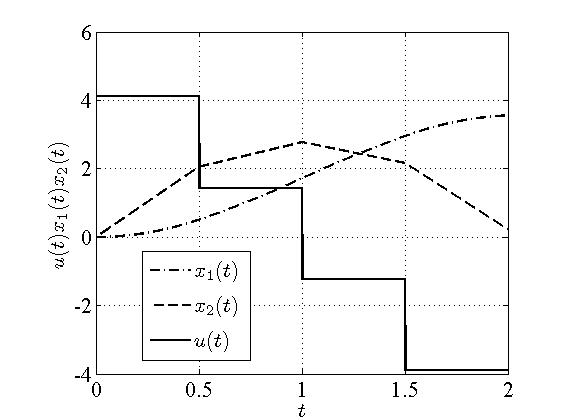 6
4
2
0
-2
-4
u(t)x₁(t)x₂(t)
x₁(t)
x₂(t)
u(t)
0 0.5 1 1.5 2
t